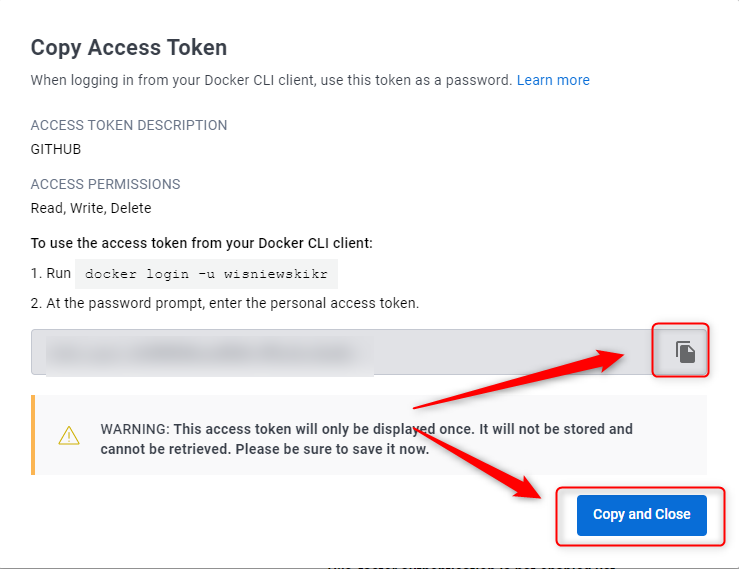 Copy Access Token
When logging in from your Docker CLI client, use this token as a password. Learn more
ACCESS TOKEN DESCRIPTION
GITHUB
ACCESS PERMISSIONS
Read, Write, Delete
To use the access token from your Docker CLI client:
1. Run docker login -u wisniewskikr
2. At the password prompt, enter the personal access token.
WARNING: This access token will only be displayed once. It will not be stored and
cannot be retrieved. Please be sure to save it now.
Copy and Close